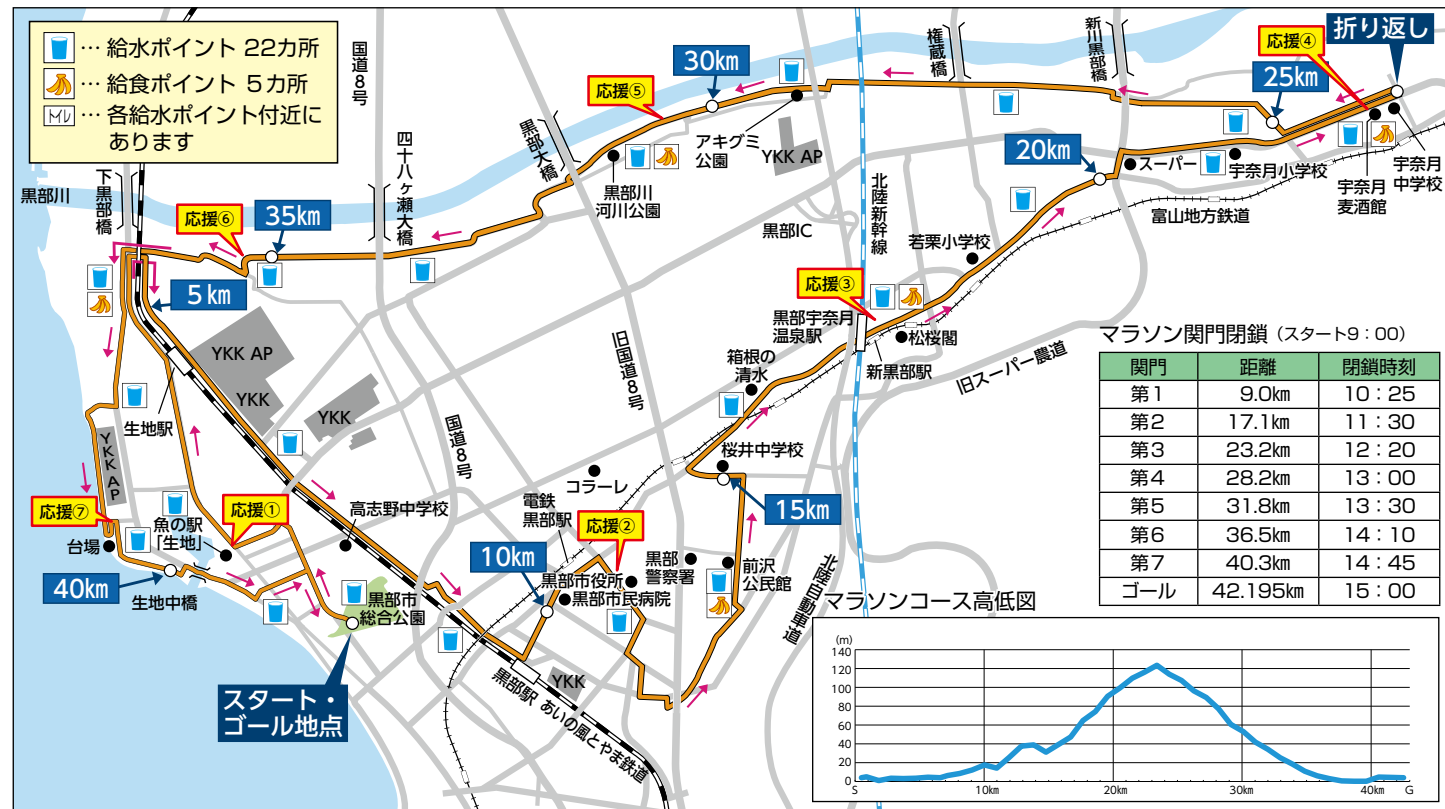 … 給水ポイント 22カ所
… 給食ポイント 5カ所
トイレ … 各給水ポイント付近に
あります
国道8号
権蔵橋
新川黒部橋
応援④
折り返し
30km
25km
応援⑤
アキグミ
公園
YKK AP
四十八ヶ瀬大橋
黒部大橋
黒部川
河川公園
20km
スーパー
宇奈月小学校
宇奈月
麦酒館
宇奈月
中学校
富山地方鉄道
黒部川
下黒部橋
応援⑥
35km
黒部IC
北陸新幹線
若栗小学校
応援③
5km
YKK AP
YKK
YKK
生地駅
旧国道8号
黒部宇奈月
温泉駅
松桜閣
新黒部駅
旧スーパー農道
箱根の
清水
国道8号
桜井中学校
15km
コラーレ
YKK AP
応援⑦
台場
魚の駅
「生地」
応援①
高志野中学校
電鉄
黒部駅
応援②
10km
黒部市役所
黒部市民病院
黒部
警察署
前沢
公民館
北陸自動車道
40km
生地中橋
黒部市
総合公園
スタート・
ゴール地点
黒部駅
YKK
あいの風とやま鉄道
マラソン関門閉鎖（スタート9：00）
関門 距離 閉鎖時刻
第1 9.0km 10：25
第2 17.1km 11：30
第3 23.2km 12：20
第4 28.2km 13：00
第5 31.8km 13：30
第6 36.5km 14：10
第7 40.3km 14：45
ゴール 42.195km 15：00
マラソンコース高低図
(m)
140
120
100
80
60
40
20
0
S 10km 20km 30km 40km G